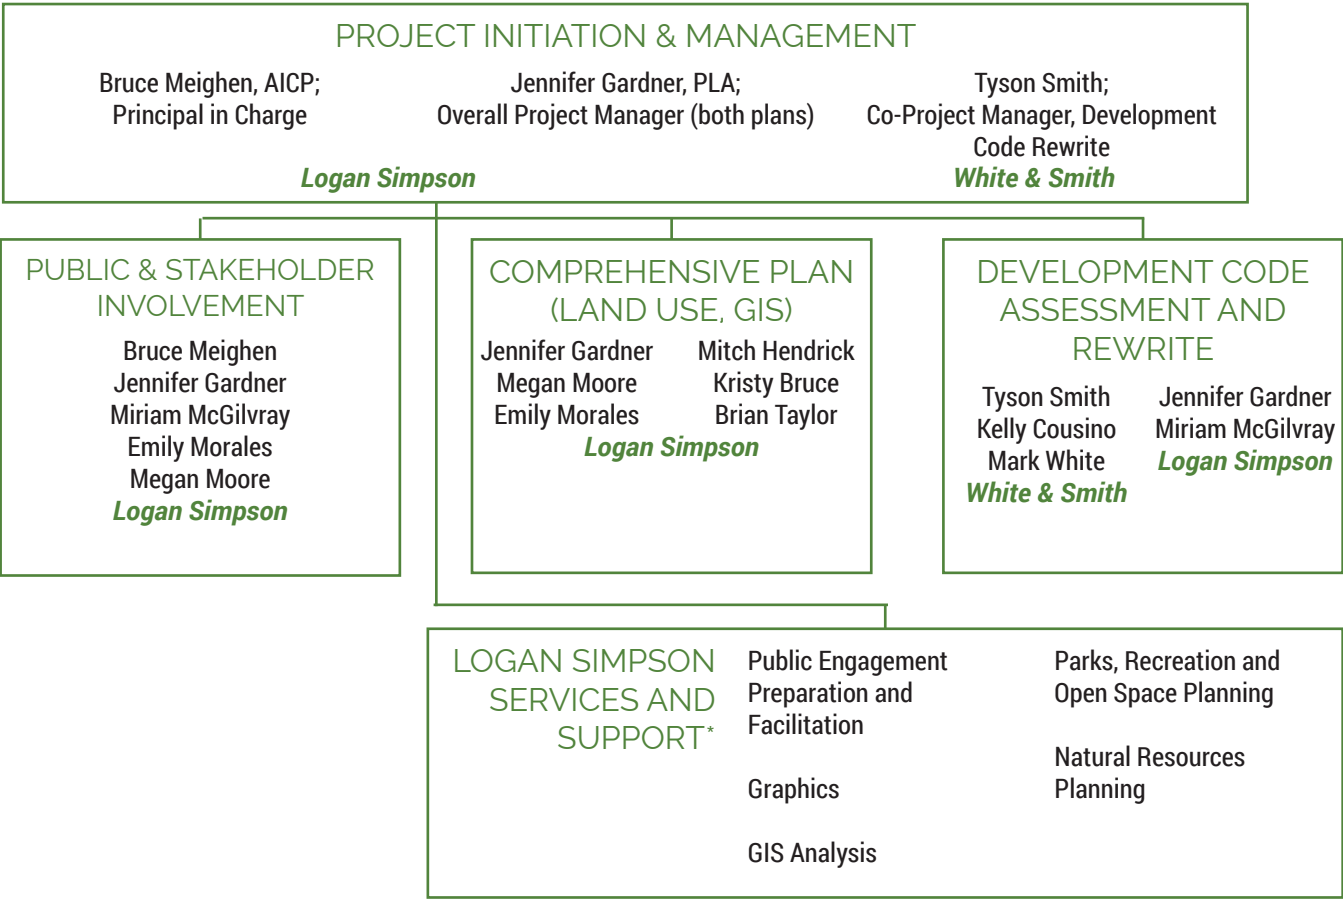 PROJECT INITIATION & MANAGEMENT
Bruce Meighen, AICP;
Principal in Charge
Jennifer Gardner, PLA;
Overall Project Manager (both plans)
Logan Simpson
Tyson Smith;
Co-Project Manager, Development
Code Rewrite
White & Smith
PUBLIC & STAKEHOLDER
INVOLVEMENT
Bruce Meighen
Jennifer Gardner
Miriam McGilvray
Emily Morales
Megan Moore
Logan Simpson
COMPREHENSIVE PLAN
(LAND USE, GIS)
Jennifer Gardner
Megan Moore
Emily Morales
Mitch Hendrick
Kristy Bruce
Brian Taylor
Logan Simpson
DEVELOPMENT CODE
ASSESSMENT AND
REWRITE
Tyson Smith
Kelly Cousino
Mark White
White & Smith
Jennifer Gardner
Miriam McGilvray
Logan Simpson
LOGAN SIMPSON
SERVICES AND
SUPPORT*
Public Engagement
Preparation and
Facilitation
Graphics
GIS Analysis
Parks, Recreation and
Open Space Planning
Natural Resources
Planning